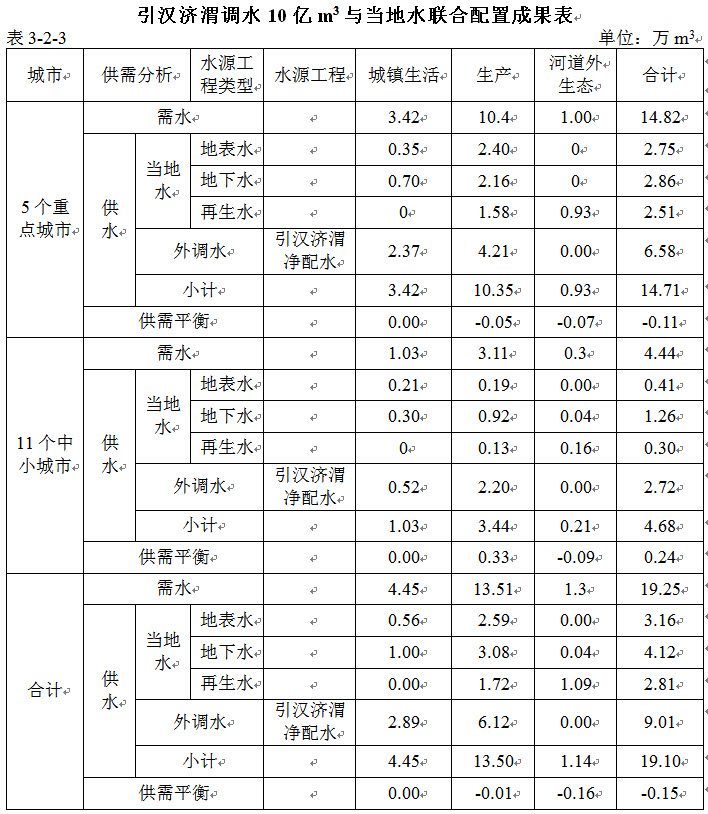 引汉济渭调水 10 亿 m³ 与当地水联合配置成果表
表 3-2-3 单位：万 m³
城市 供需分析 水源工程类型 水源工程 城镇生活 生产 河道外生态 合计
5 个重点城市 需水 3.42 10.4 1.00 14.82
供水 当地水 地表水 0.35 2.40 0 2.75
地下水 0.70 2.16 0 2.86
再生水 0 1.58 0.93 2.51
外调水 引汉济渭净配水 2.37 4.21 0.00 6.58
小计 3.42 10.35 0.93 14.71
供需平衡 0.00 -0.05 -0.07 -0.11
11 个中小城市 需水 1.03 3.11 0.3 4.44
供水 当地水 地表水 0.21 0.19 0.00 0.41
地下水 0.30 0.92 0.04 1.26
再生水 0 0.13 0.16 0.30
外调水 引汉济渭净配水 0.52 2.20 0.00 2.72
小计 1.03 3.44 0.21 4.68
供需平衡 0.00 0.33 -0.09 0.24
合计 需水 4.45 13.51 1.3 19.25
供水 当地水 地表水 0.56 2.59 0.00 3.16
地下水 1.00 3.08 0.04 4.12
再生水 0.00 1.72 1.09 2.81
外调水 引汉济渭净配水 2.89 6.12 0.00 9.01
小计 4.45 13.50 1.14 19.10
供需平衡 0.00 -0.01 -0.16 -0.15